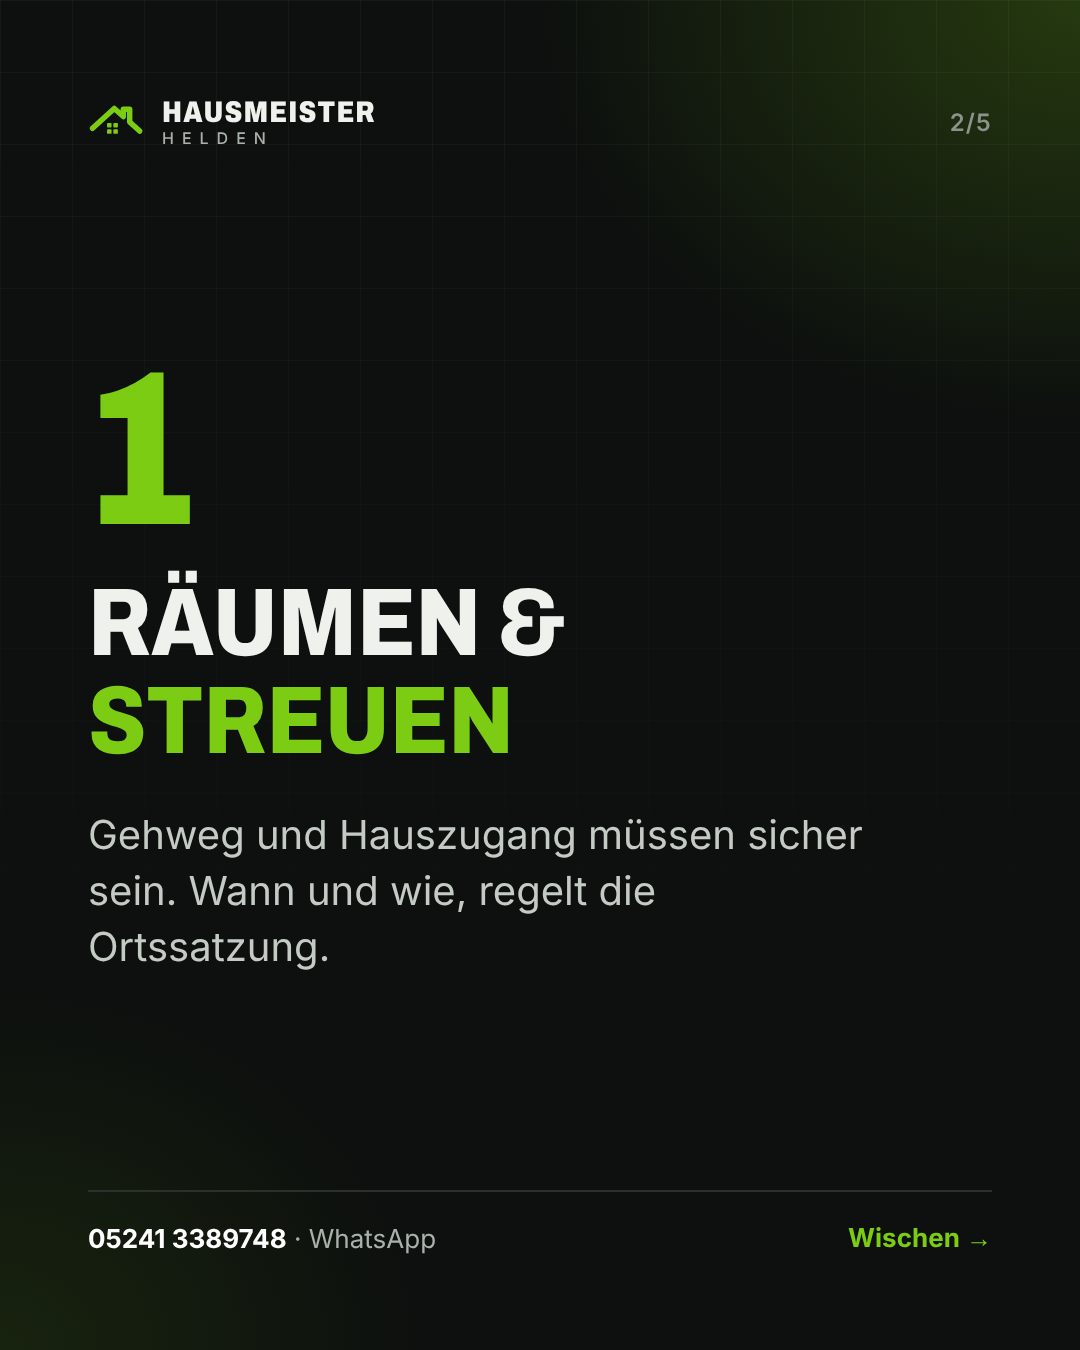 HAUSMEISTER
HELDEN
2/5
1
RÄUMEN &
STREUEN
Gehweg und Hauszugang müssen sicher
sein. Wann und wie, regelt die
Ortssatzung.
05241 3389748 · WhatsApp
Wischen →